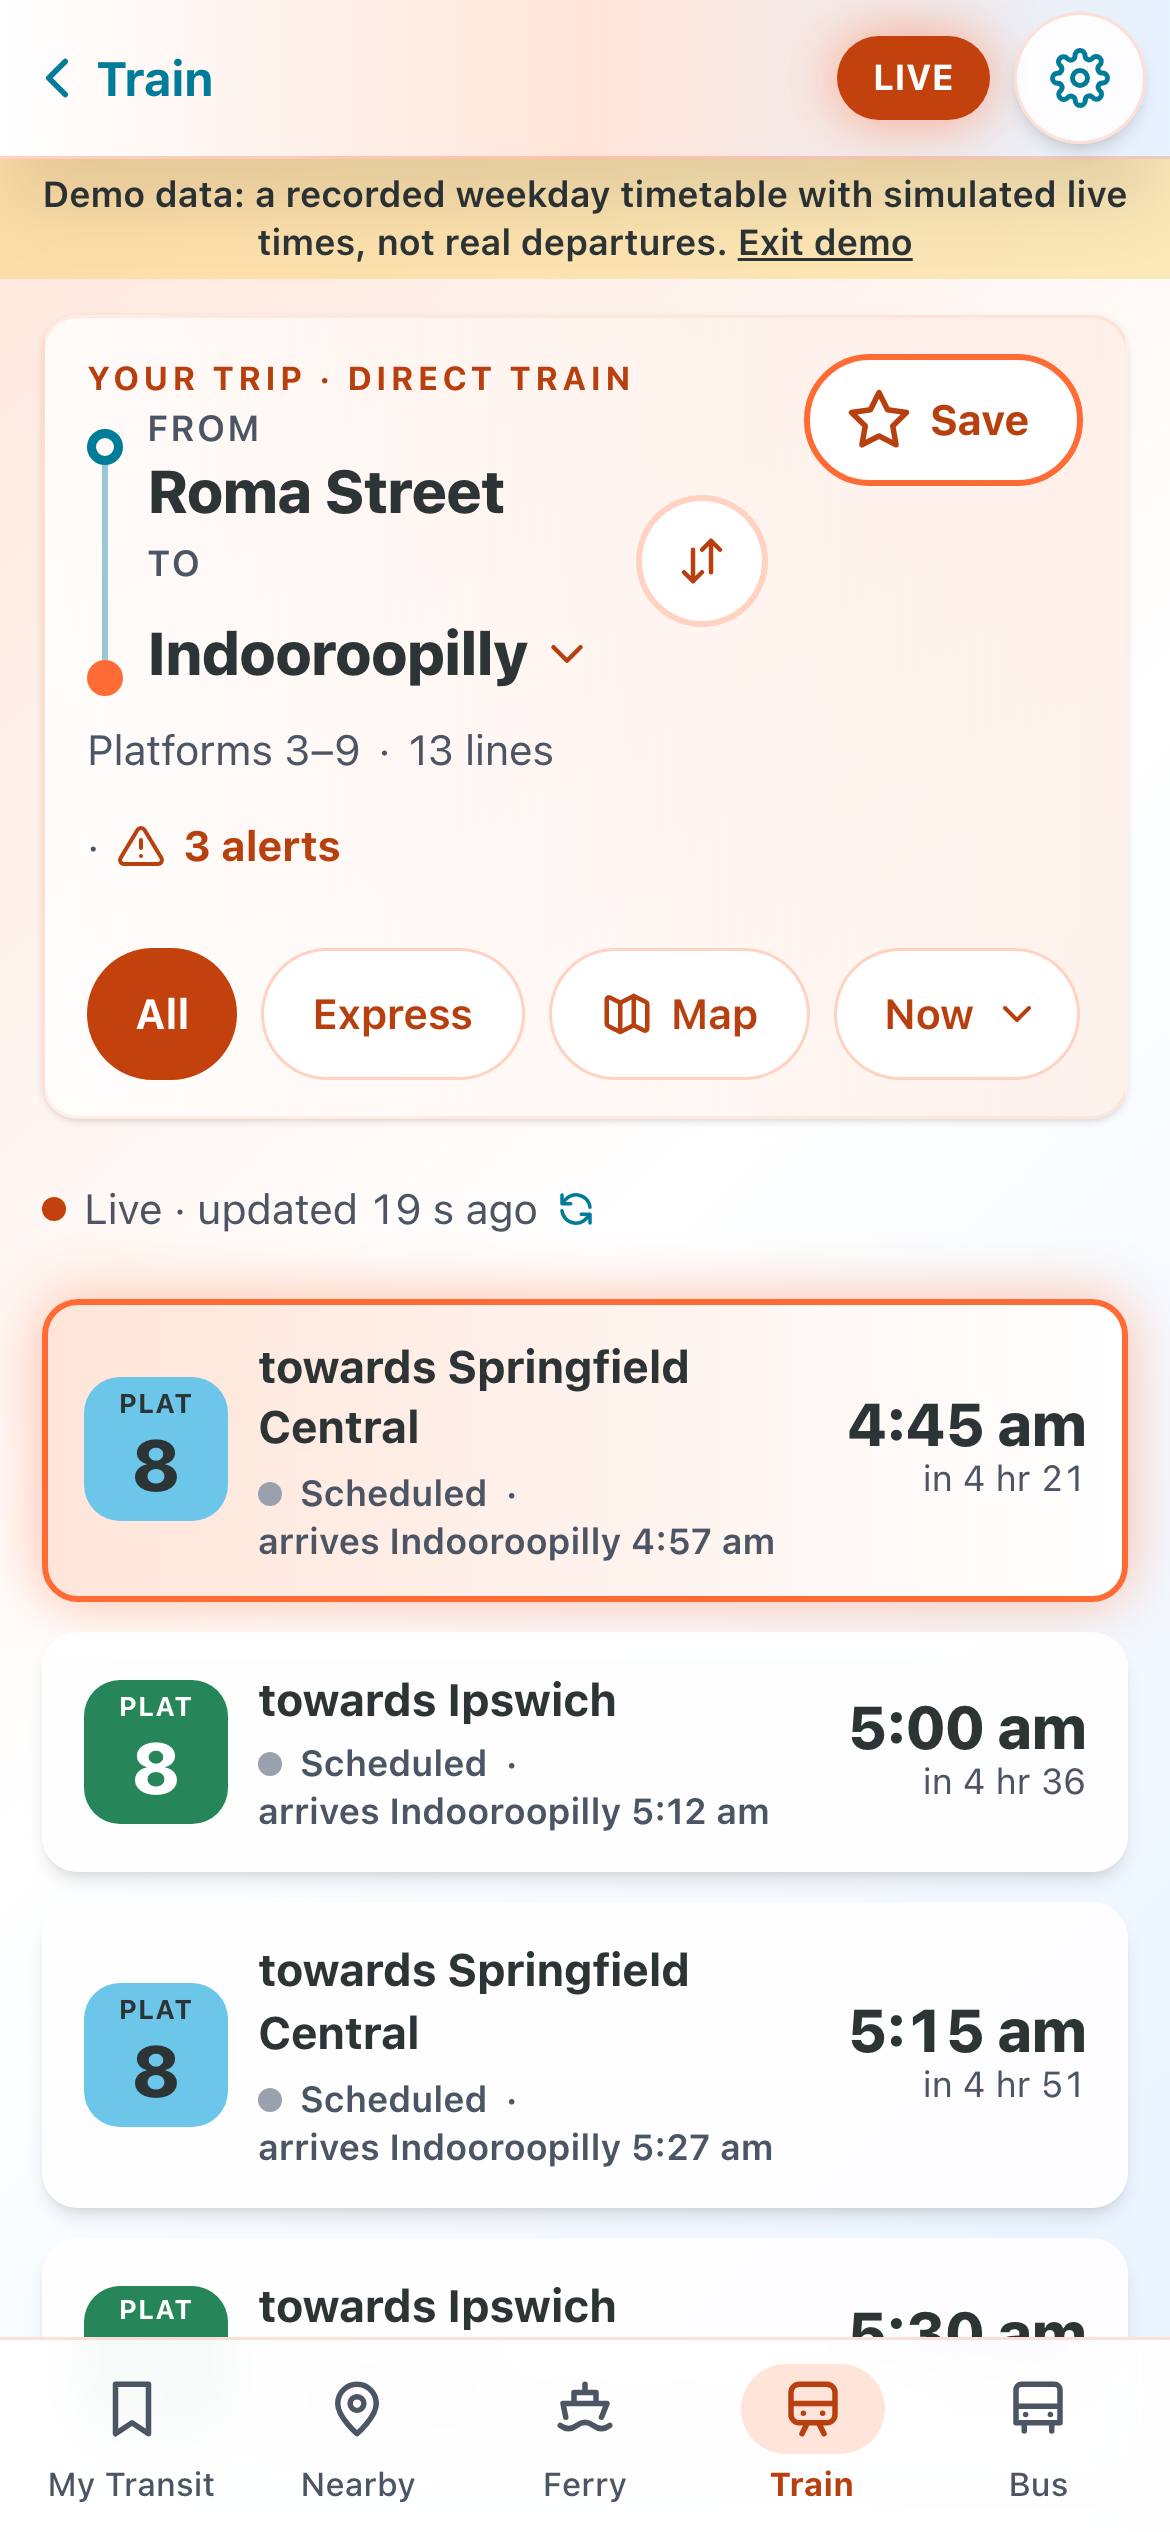 Train
LIVE
Demo data: a recorded weekday timetable with simulated live
times, not real departures. Exit demo
YOUR TRIP · DIRECT TRAIN
Save
FROM
Roma Street
TO
Indooroopilly
Platforms 3–9 · 13 lines
· 3 alerts
All
Express
Map
Now
Live · updated 19 s ago
PLAT
8
towards Springfield
Central
Scheduled ·
arrives Indooroopilly 4:57 am
4:45 am
in 4 hr 21
PLAT
8
towards Ipswich
Scheduled ·
arrives Indooroopilly 5:12 am
5:00 am
in 4 hr 36
PLAT
8
towards Springfield
Central
Scheduled ·
arrives Indooroopilly 5:27 am
5:15 am
in 4 hr 51
PLAT
towards Ipswich
5:30 am
My Transit
Nearby
Ferry
Train
Bus